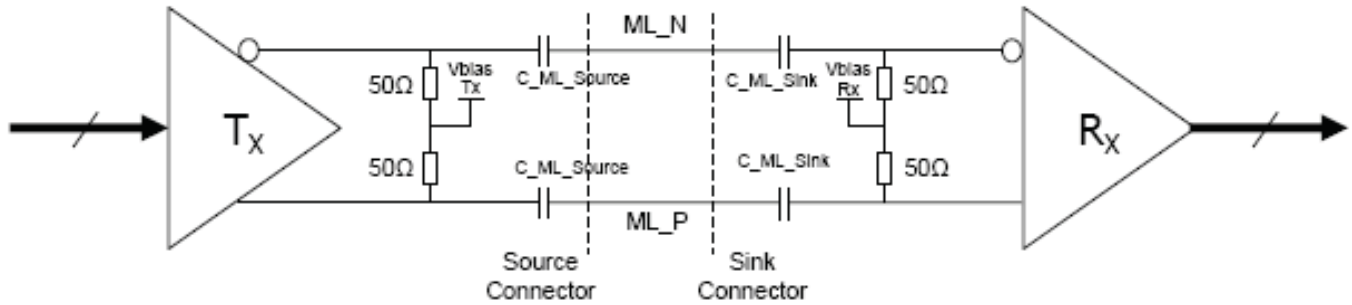 ML_N
Vbias
Tx
C_ML_Source
C_ML_Sink
Vbias
Rx
50Ω
50Ω
TX
RX
50Ω
C_ML_Source
C_ML_Sink
50Ω
ML_P
Source
Connector
Sink
Connector